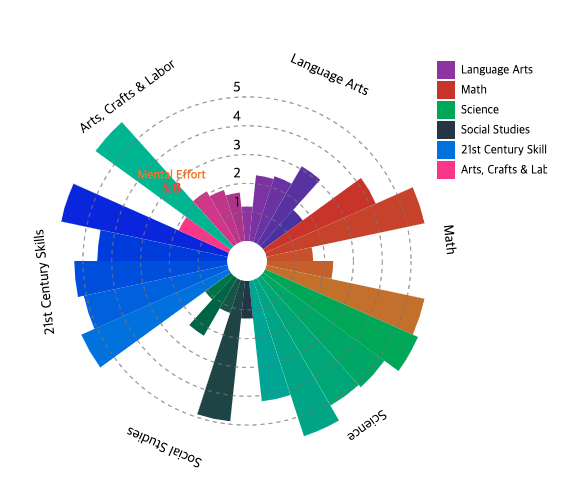 Language Arts
Math
Science
Social Studies
21st Century Skills
Arts, Crafts & Labor
5
4
3
2
1
Mental Effort
Language Arts
Math
Science
Social Studies
21st Century Skill
Arts, Crafts & Lab